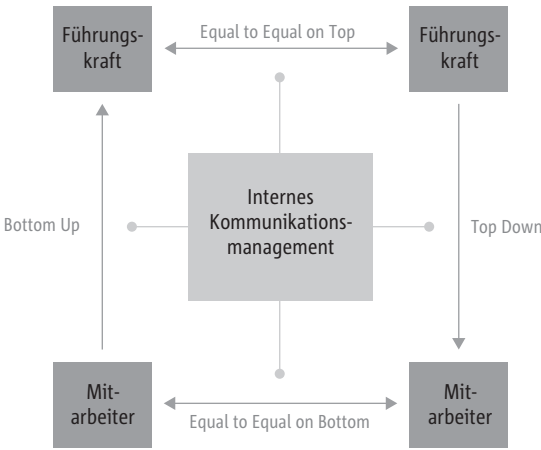 Führungs-
kraft
Equal to Equal on Top
Führungs-
kraft
Internes
Kommunikations-
management
Bottom Up
Top Down
Mit-
arbeiter
Equal to Equal on Bottom
Mit-
arbeiter